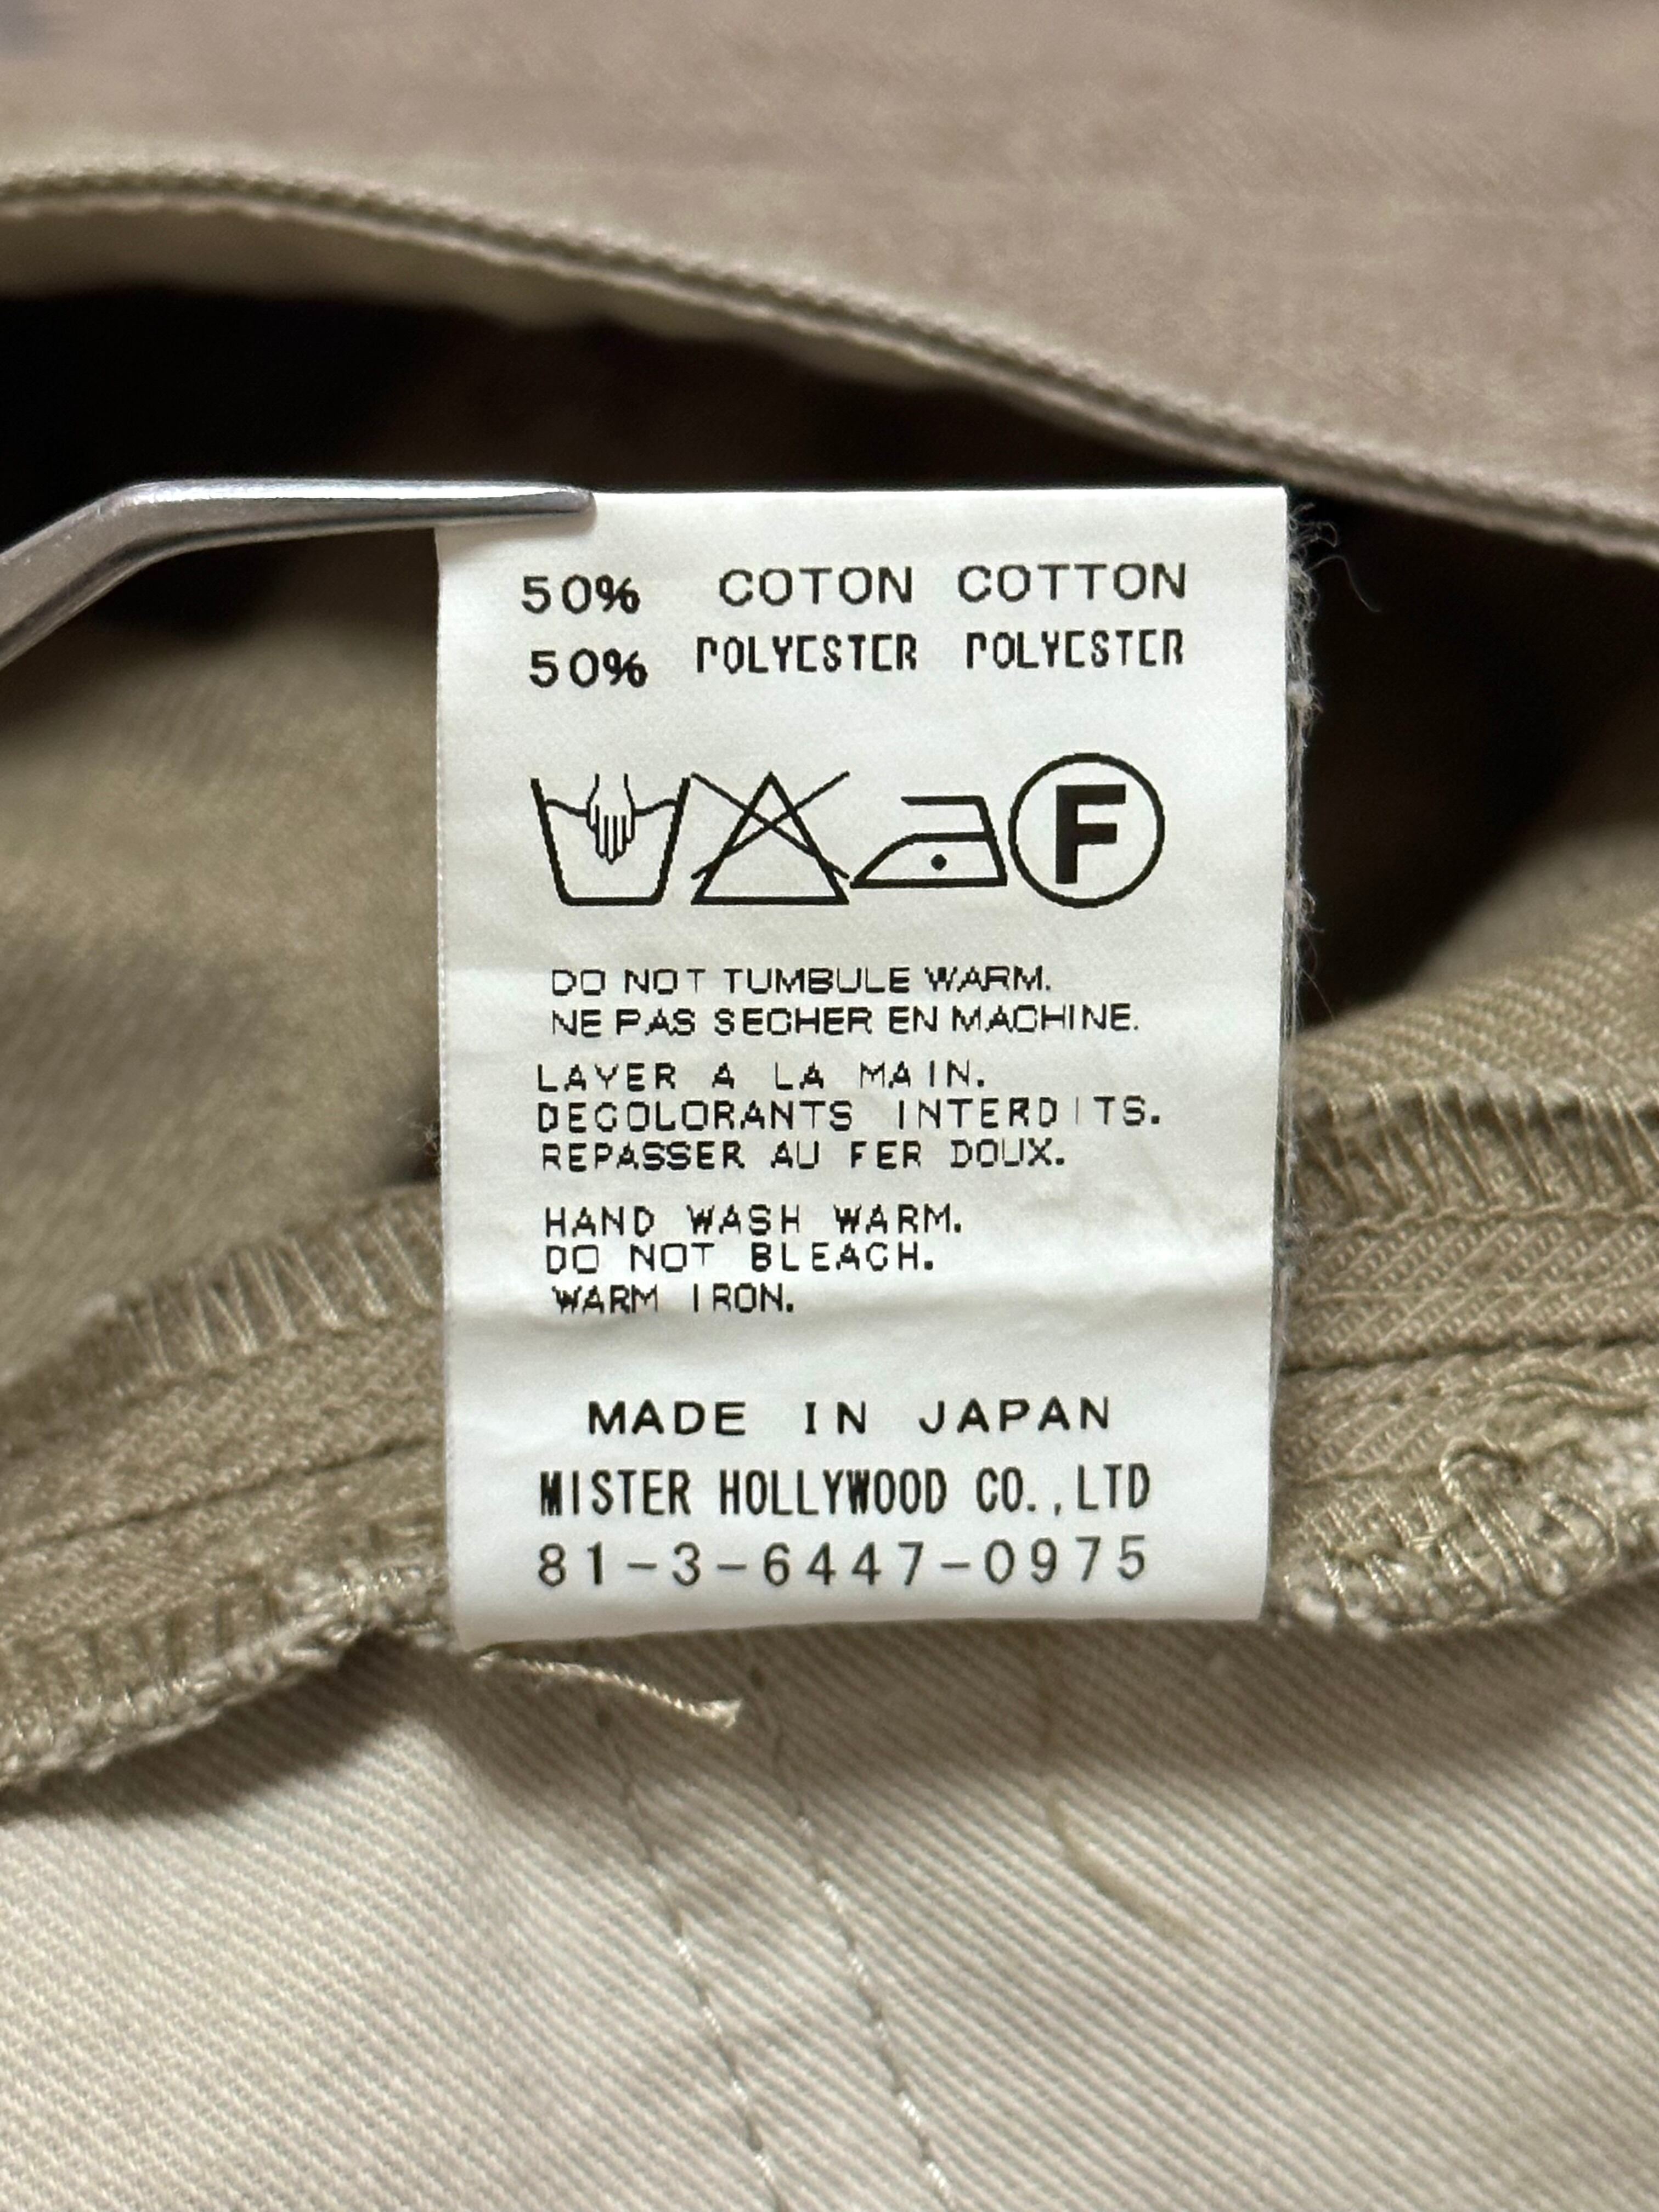 50% COTON COTTON
50% POLYESTER POLYESTER
F
DO NOT TUMBULE WARM.
NE PAS SECHER EN MACHINE.
LAVER A LA MAIN.
DECOLORANTS INTERDITS.
REPASSER AU FER DOUX.
HAND WASH WARM.
DO NOT BLEACH.
WARM IRON.
MADE IN JAPAN
MISTER HOLLYWOOD CO.,LTD
81-3-6447-0975